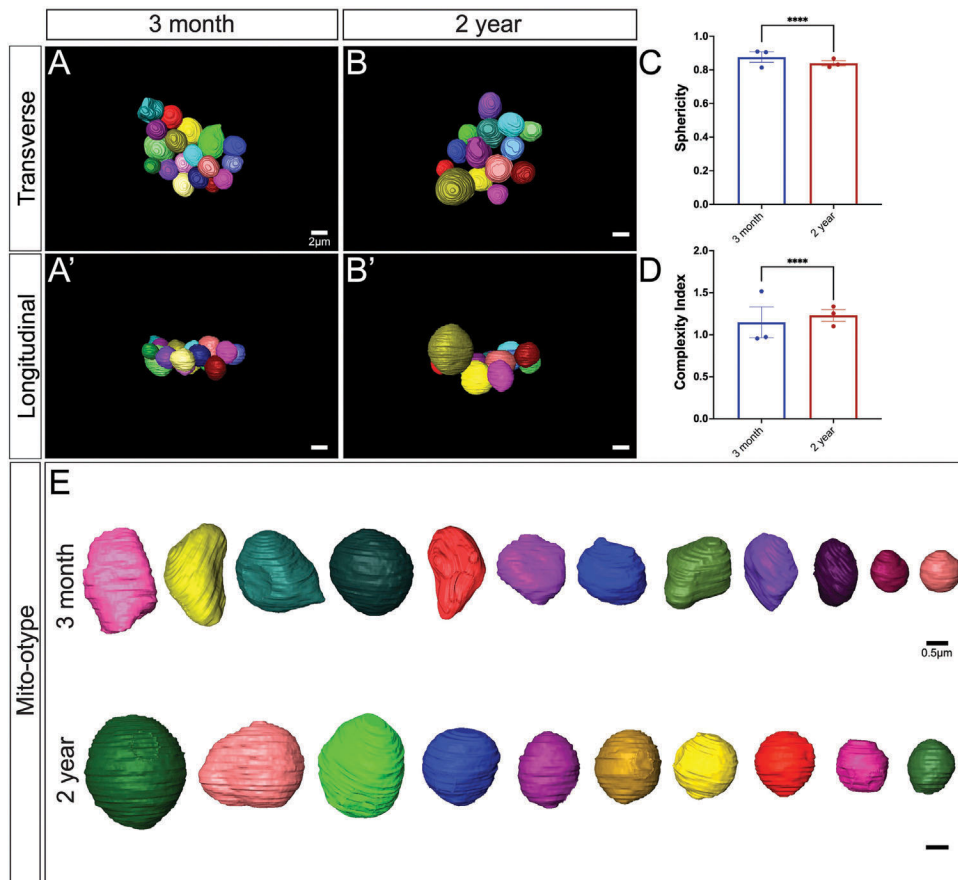 3 month
2 year
Transverse
A
2μm
B
C
Sphericity
1.0
0.8
0.6
0.4
0.2
0.0
****
3 month
2 year
Longitudinal
A'
B'
D
Complexity Index
2.0
1.5
1.0
0.5
0.0
****
3 month
2 year
Mito-otype
E
3 month
0.5μm
2 year